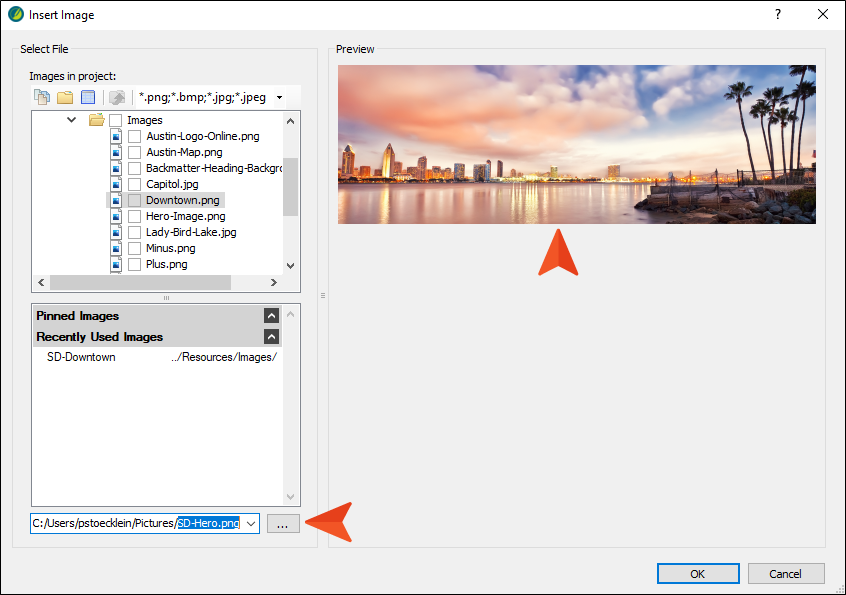 Insert Image
?
Select File
Images in project:
*.png;*.bmp;*.jpg;*.jpeg
Images
Austin-Logo-Online.png
Austin-Map.png
Backmatter-Heading-Backgro
Capitol.jpg
Downtown.png
Hero-Image.png
Lady-Bird-Lake.jpg
Minus.png
Plus.png
Pinned Images
Recently Used Images
SD-Downtown ../Resources/Images/
C:/Users/pstoecklein/Pictures/SD-Hero.png
...
Preview
OK Cancel